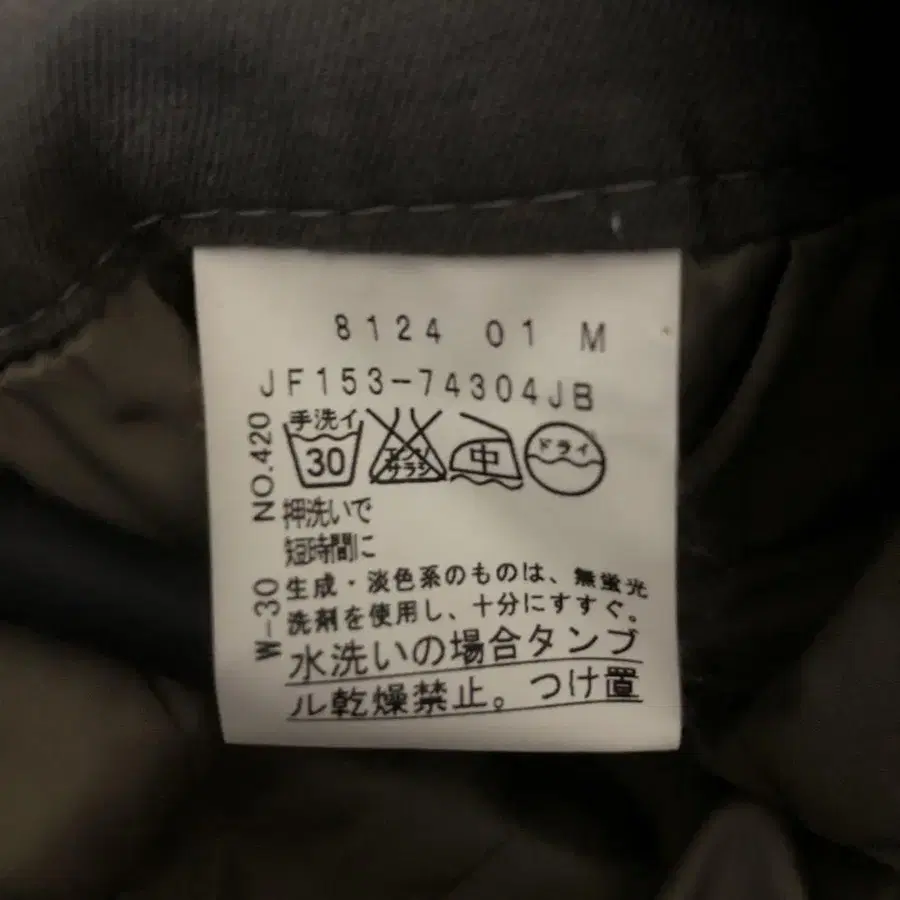 8124 01 M
JF153-74304JB
手洗イ
30
エンソ
サラシ
中
ドライ
NO.420
W-30
押洗いで
短時間に
生成・淡色系のものは、無蛍光
洗剤を使用し、十分にすすぐ。
水洗いの場合タンブ
ル乾燥禁止。つけ置